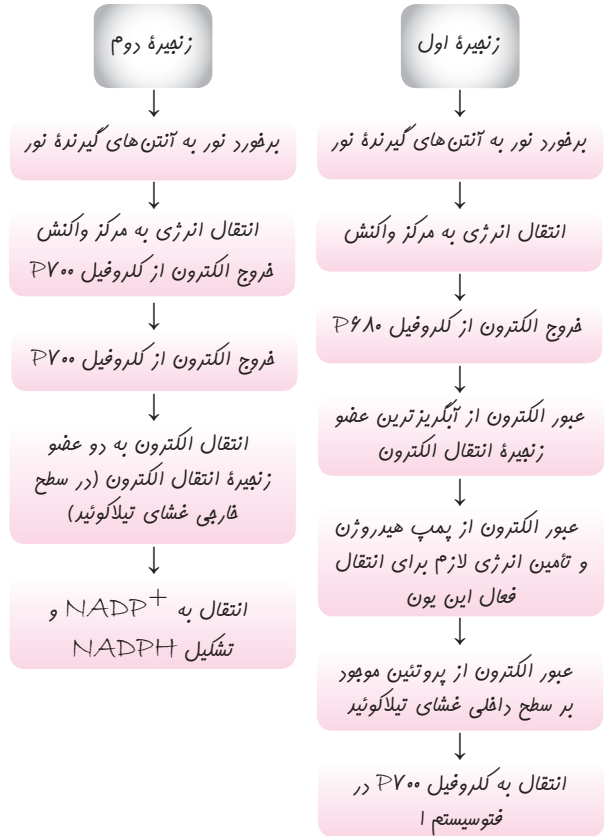 زنجیرهٔ اول
برخورد نور به آنتن‌های گیرندهٔ نور
انتقال انرژی به مرکز واکنش
خروج الکترون از کلروفیل P۶۸۰
عبور الکترون از آبگریزترین عضو
زنجیرهٔ انتقال الکترون
عبور الکترون از پمپ هیدروژن
و تأمین انرژی لازم برای انتقال
فعال این یون
عبور الکترون از پروتئین موجود
بر سطح داخلی غشای تیلاکوئید
انتقال به کلروفیل P۷۰۰ در
فتوسیستم ۱
زنجیرهٔ دوم
برخورد نور به آنتن‌های گیرندهٔ نور
انتقال انرژی به مرکز واکنش
خروج الکترون از کلروفیل P۷۰۰
خروج الکترون از کلروفیل P۷۰۰
انتقال الکترون به دو عضو
زنجیرهٔ انتقال الکترون (در سطح
خارجی غشای تیلاکوئید)
انتقال به NADP⁺ و
تشکیل NADPH